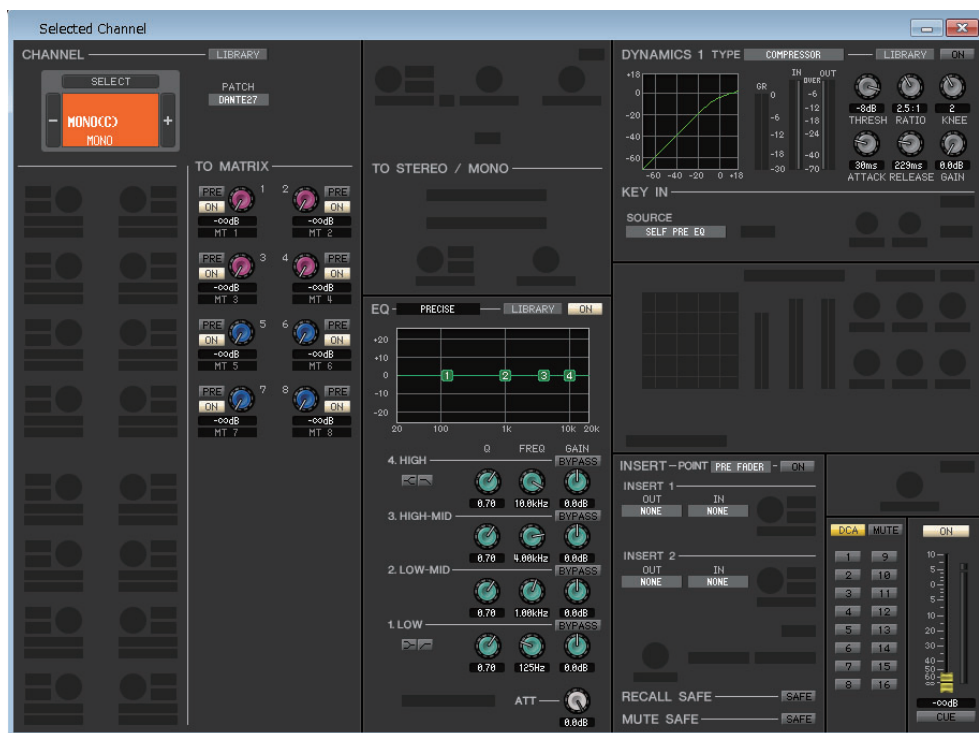 Selected Channel
CHANNEL LIBRARY
SELECT
- MONO(C) +
MONO
PATCH
DANTE27
TO MATRIX
PRE 1 2 PRE
ON ON
-∞dB -∞dB
MT 1 MT 2
PRE 3 4 PRE
ON ON
-∞dB -∞dB
MT 3 MT 4
PRE 5 6 PRE
ON ON
-∞dB -∞dB
MT 5 MT 6
PRE 7 8 PRE
ON ON
-∞dB -∞dB
MT 7 MT 8
TO STEREO / MONO
EQ PRECISE LIBRARY ON
+20
+10
0
-10
-20
1 2 3 4
20 100 1k 10k 20k
Q FREQ GAIN
4. HIGH BYPASS
0.70 10.0kHz 0.0dB
3. HIGH-MID BYPASS
0.70 4.00kHz 0.0dB
2. LOW-MID BYPASS
0.70 1.00kHz 0.0dB
1. LOW BYPASS
0.70 125Hz 0.0dB
ATT
0.0dB
DYNAMICS 1 TYPE COMPRESSOR LIBRARY ON
+18
0
-20
-40
-60
-60 -40 -20 0 +18
GR
0
-6
-12
-18
-30
IN OUT
OVER
-6
-12
-18
-24
-40
-70
-8dB 2.5:1 2
THRESH RATIO KNEE
30ms 229ms 0.0dB
ATTACK RELEASE GAIN
KEY IN
SOURCE
SELF PRE EQ
INSERT POINT PRE FADER ON
INSERT 1
OUT IN
NONE NONE
INSERT 2
OUT IN
NONE NONE
RECALL SAFE SAFE
MUTE SAFE SAFE
DCA MUTE
1 9
2 10
3 11
4 12
5 13
6 14
7 15
8 16
ON
10
5
0
5
10
20
30
40
50
60
∞
-∞dB
CUE